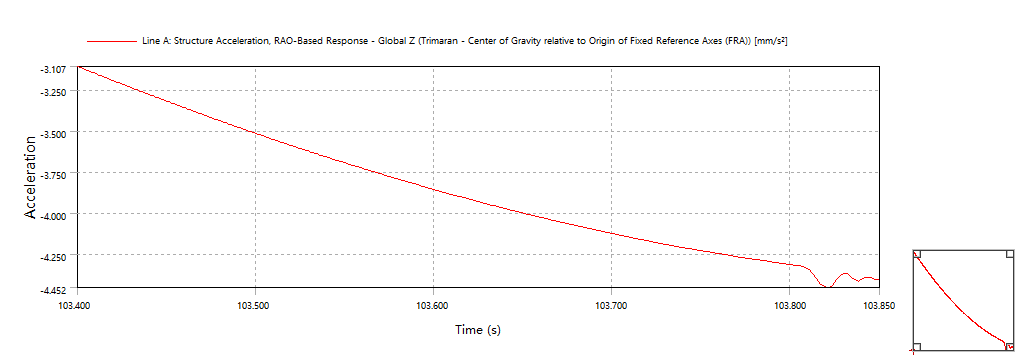 Line A: Structure Acceleration, RAO-Based Response - Global Z (Trimaran - Center of Gravity relative to Origin of Fixed Reference Axes (FRA)) [mm/s²]
-3.107
-3.250
-3.500
-3.750
-4.000
-4.250
-4.452
Acceleration
103.400 103.500 103.600 103.700 103.800 103.850
Time (s)